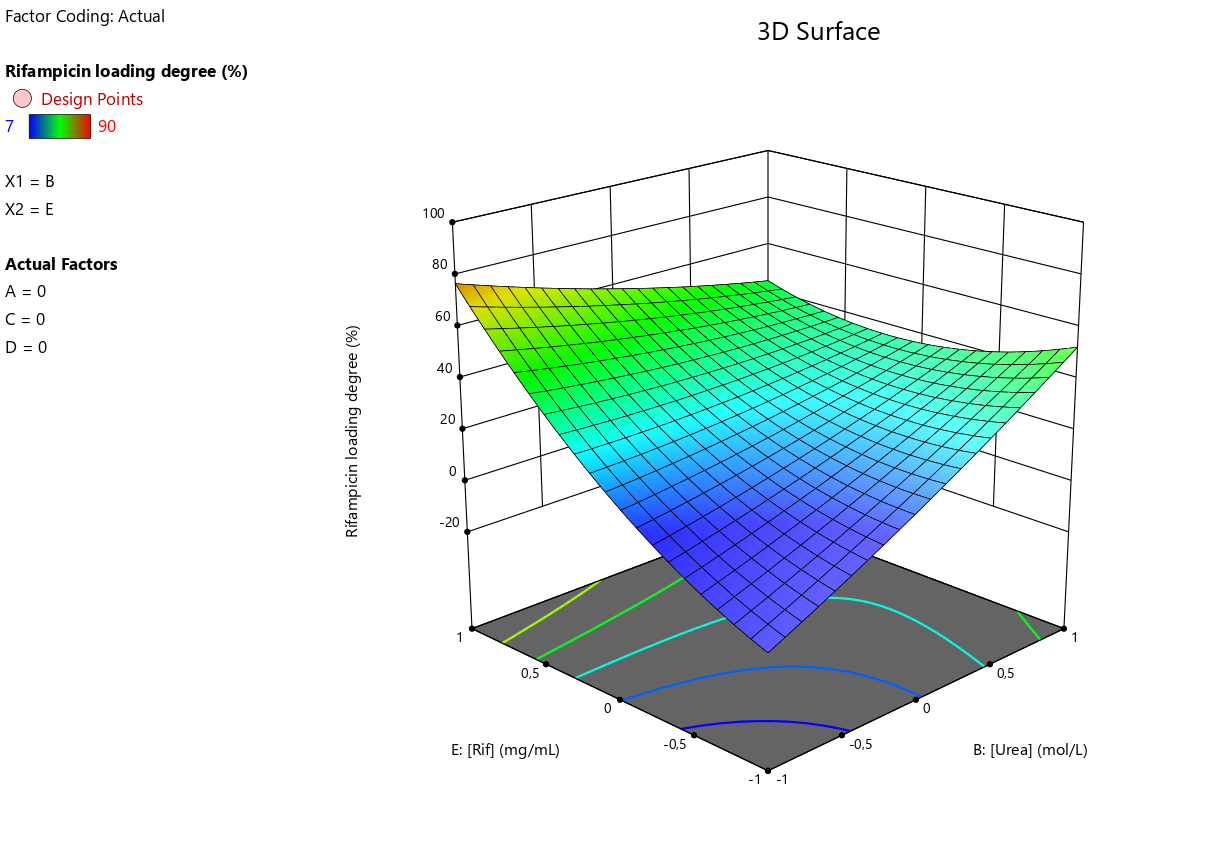 Factor Coding: Actual
3D Surface
Rifampicin loading degree (%)
Design Points
7 90
X1 = B
X2 = E
Actual Factors
A = 0
C = 0
D = 0
100
80
60
40
20
0
-20
Rifampicin loading degree (%)
1
0,5
0
-0,5
-1
E: [Rif] (mg/mL)
-1
-0,5
0
0,5
1
B: [Urea] (mol/L)